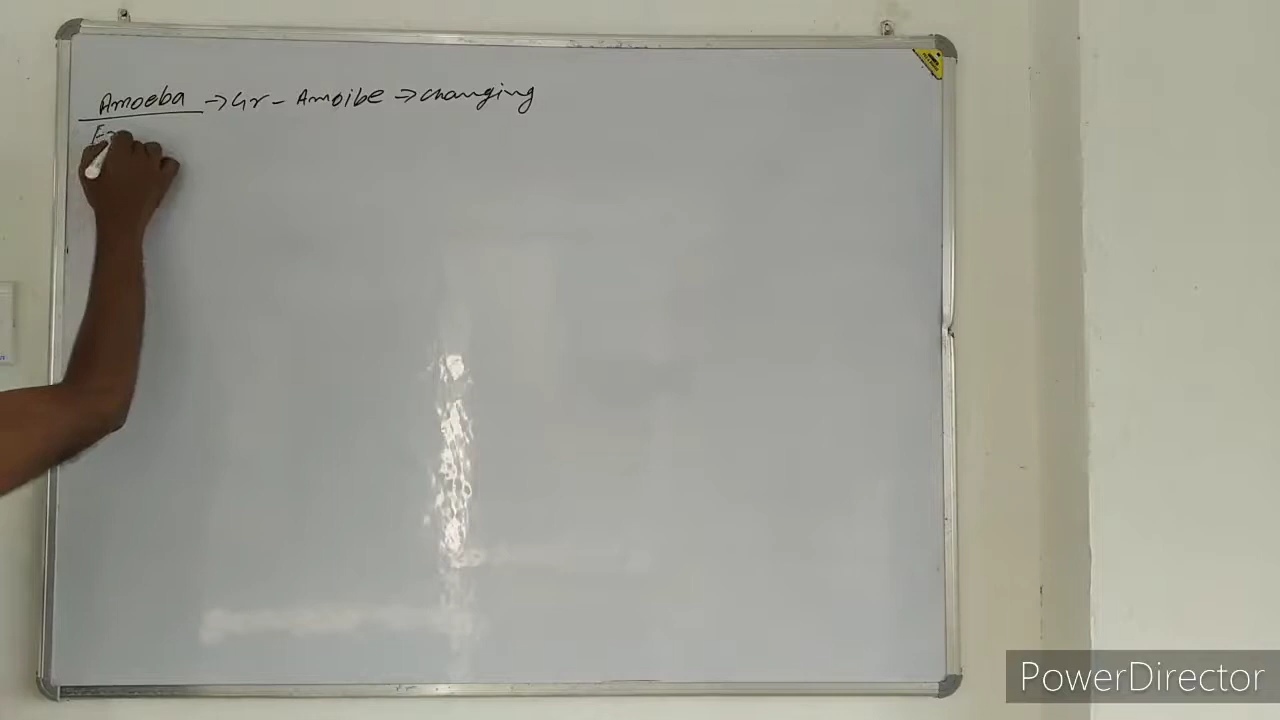 Amoeba → Gr - Amoibe → changing
PowerDirector